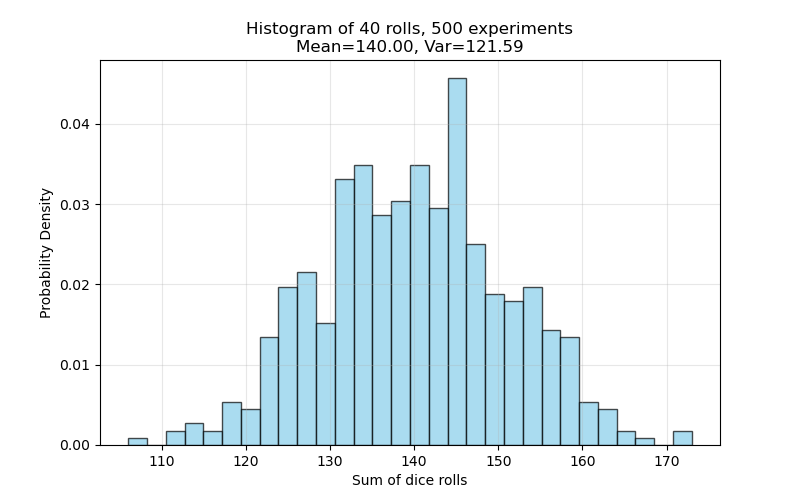 Histogram of 40 rolls, 500 experiments
Mean=140.00, Var=121.59
Probability Density
0.04
0.03
0.02
0.01
0.00
110 120 130 140 150 160 170
Sum of dice rolls